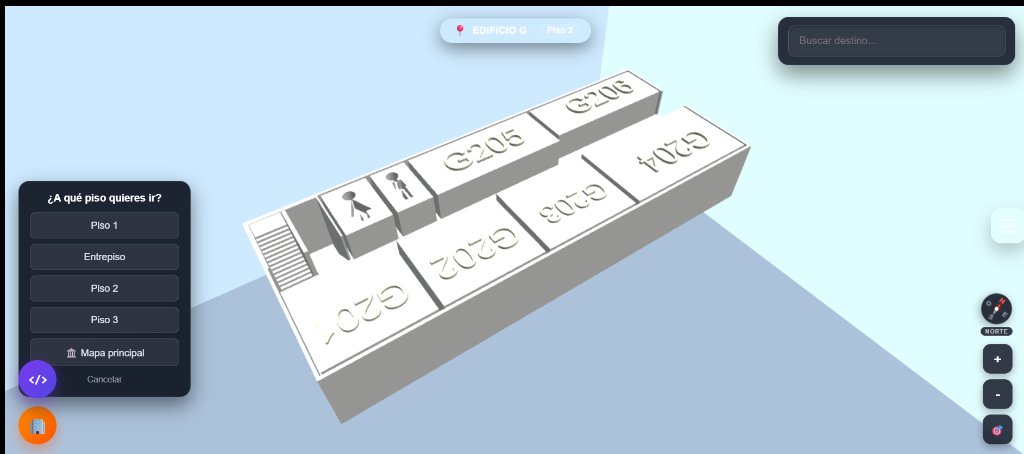 📍 EDIFICIO G Piso 2
Buscar destino...
G206
G205
G204
G203
G202
G201
¿A qué piso quieres ir?
Piso 1
Entrepiso
Piso 2
Piso 3
🏛️ Mapa principal
Cancelar
</>
N
O
E
S
NORTE
+
-